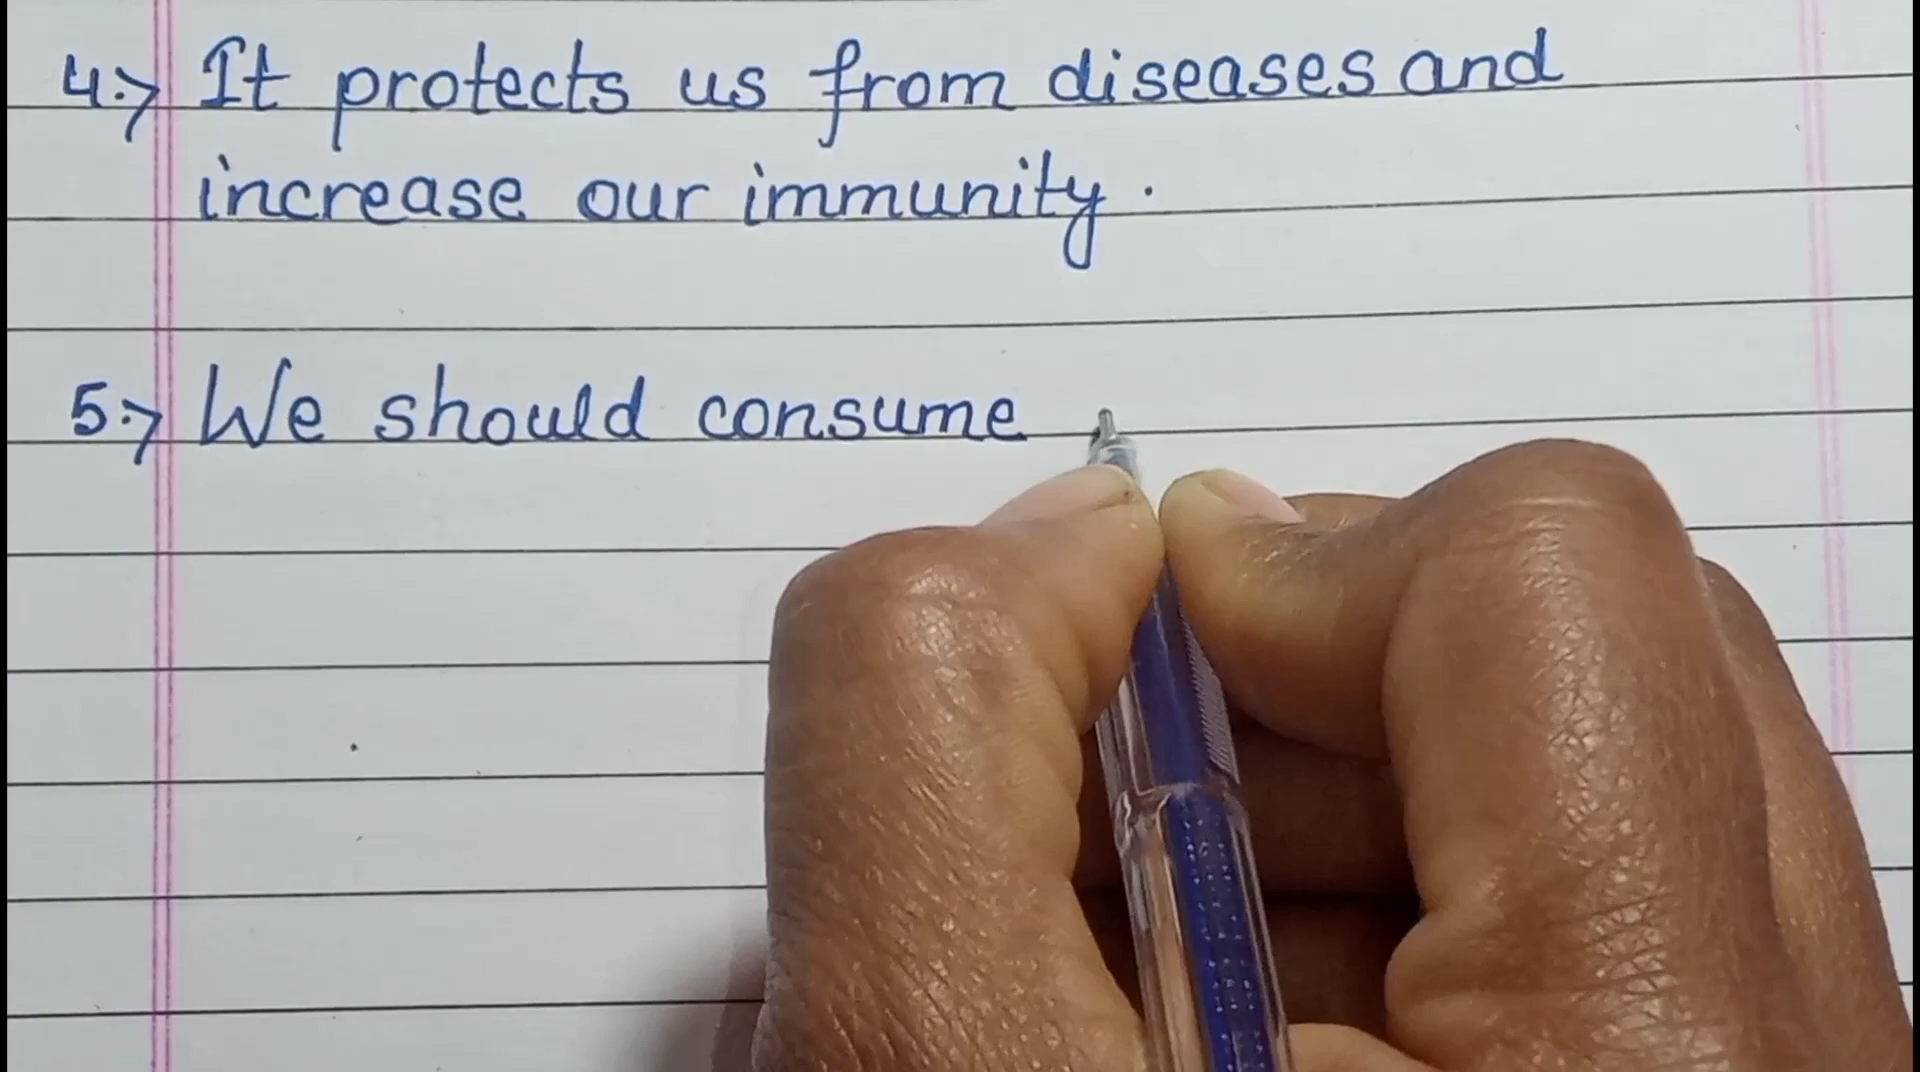 4.> It protects us from diseases and
increase our immunity.
5.> We should consume